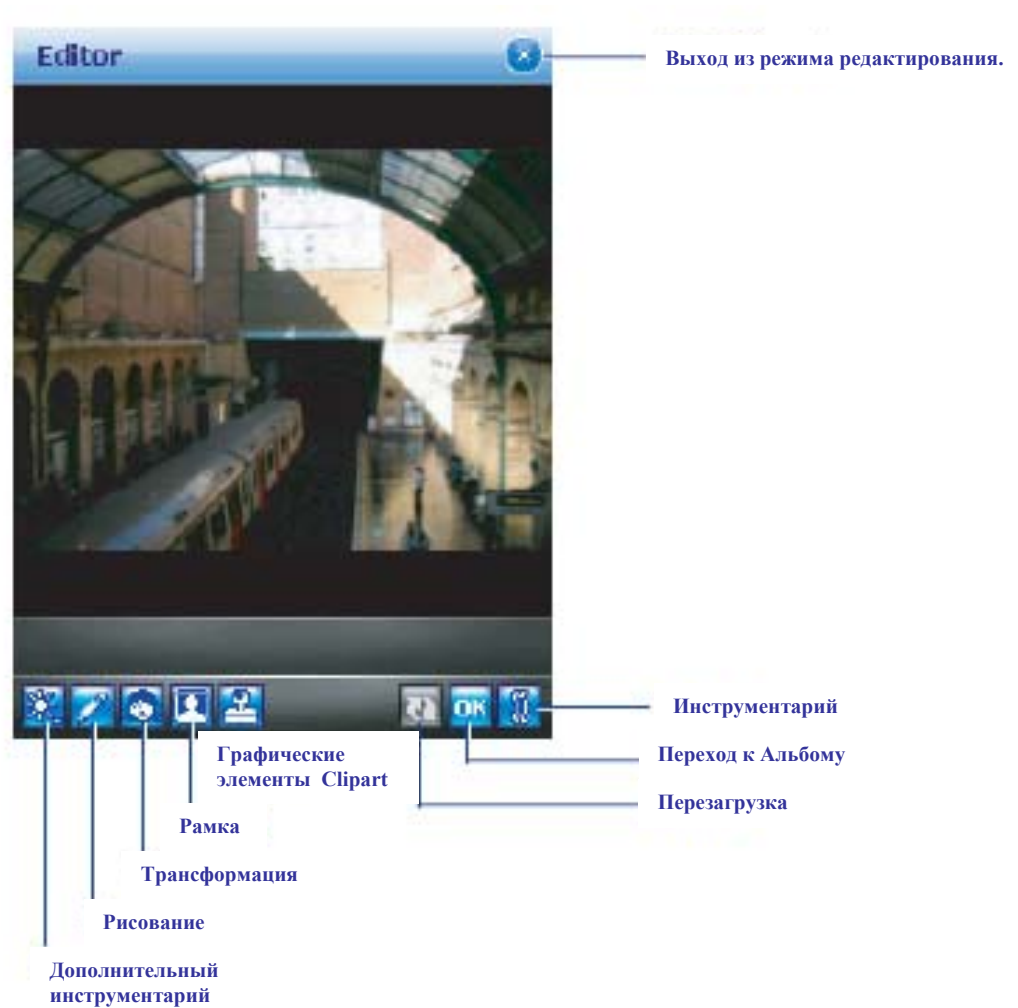 Editor
Выход из режима редактирования.
OK
Инструментарий
Графические
элементы Clipart
Переход к Альбому
Перезагрузка
Рамка
Трансформация
Рисование
Дополнительный
инструментарий